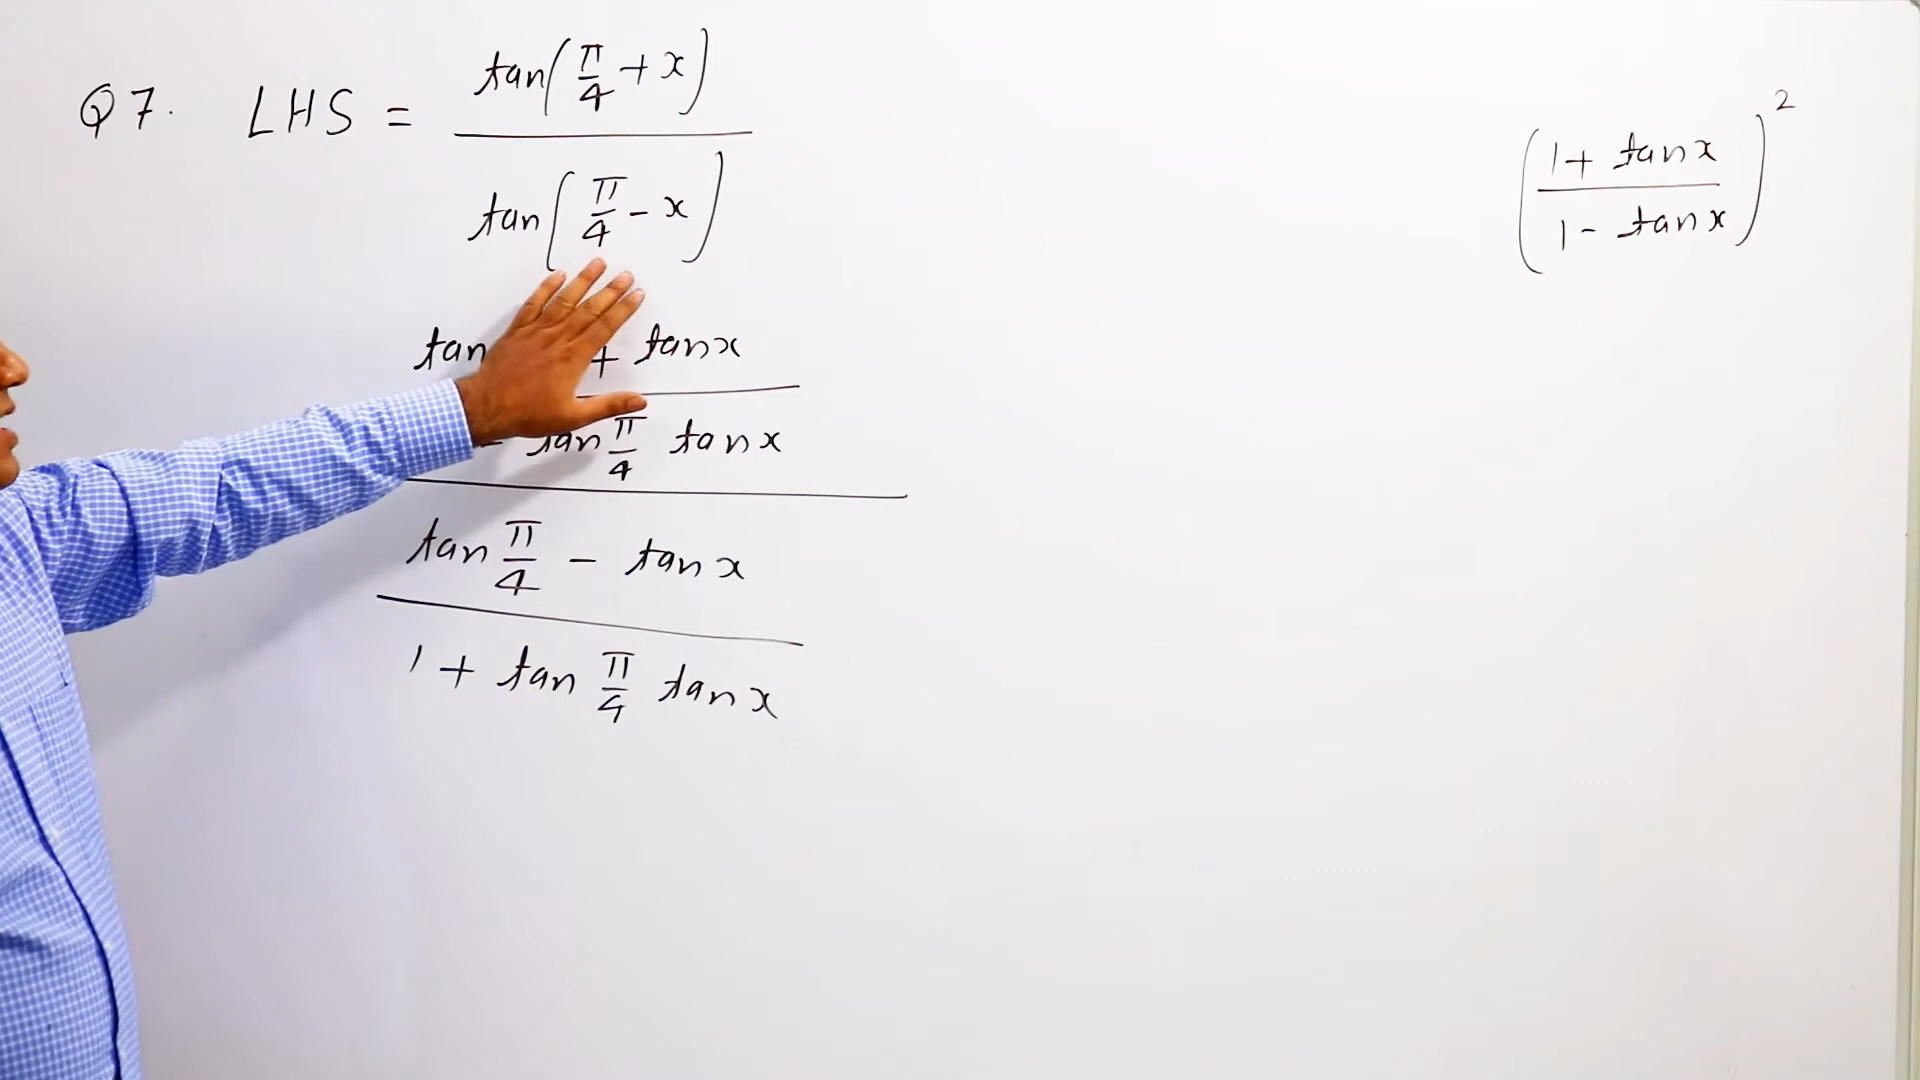 Q7. LHS = tan(π/4 + x)
tan(π/4 - x)
(1 + tanx / 1 - tanx)²
tan + tanx
- tan π/4 tanx
tan π/4 - tanx
1 + tan π/4 tanx